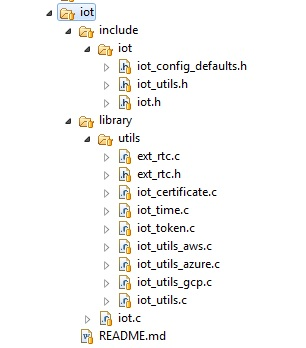 iot
include
iot
iot_config_defaults.h
iot_utils.h
iot.h
library
utils
ext_rtc.c
ext_rtc.h
iot_certificate.c
iot_time.c
iot_token.c
iot_utils_aws.c
iot_utils_azure.c
iot_utils_gcp.c
iot_utils.c
iot.c
README.md